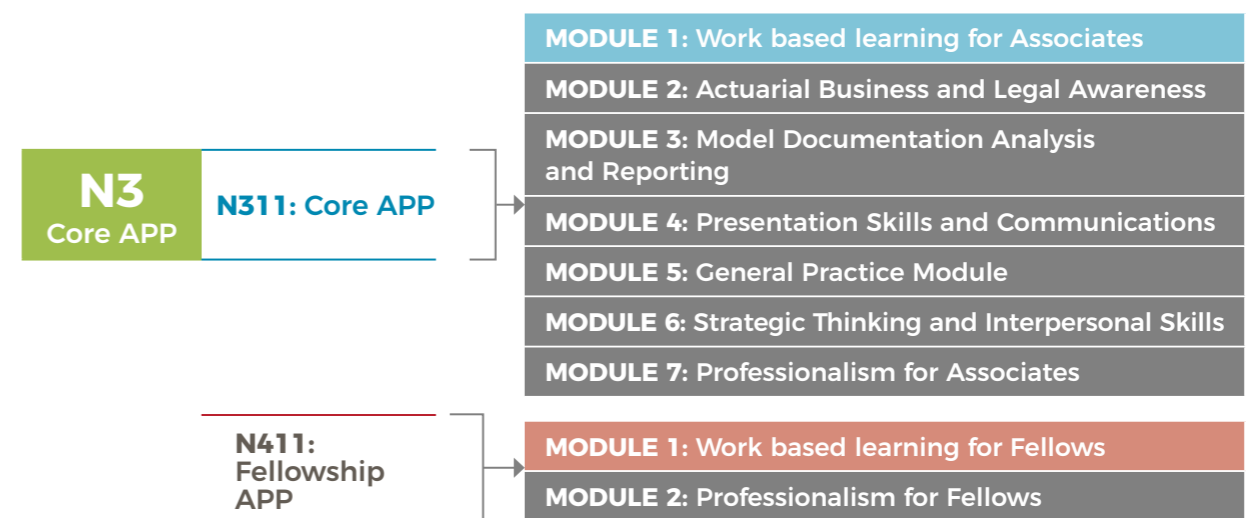 N3
Core APP
N311: Core APP
MODULE 1: Work based learning for Associates
MODULE 2: Actuarial Business and Legal Awareness
MODULE 3: Model Documentation Analysis
and Reporting
MODULE 4: Presentation Skills and Communications
MODULE 5: General Practice Module
MODULE 6: Strategic Thinking and Interpersonal Skills
MODULE 7: Professionalism for Associates
N411:
Fellowship
APP
MODULE 1: Work based learning for Fellows
MODULE 2: Professionalism for Fellows